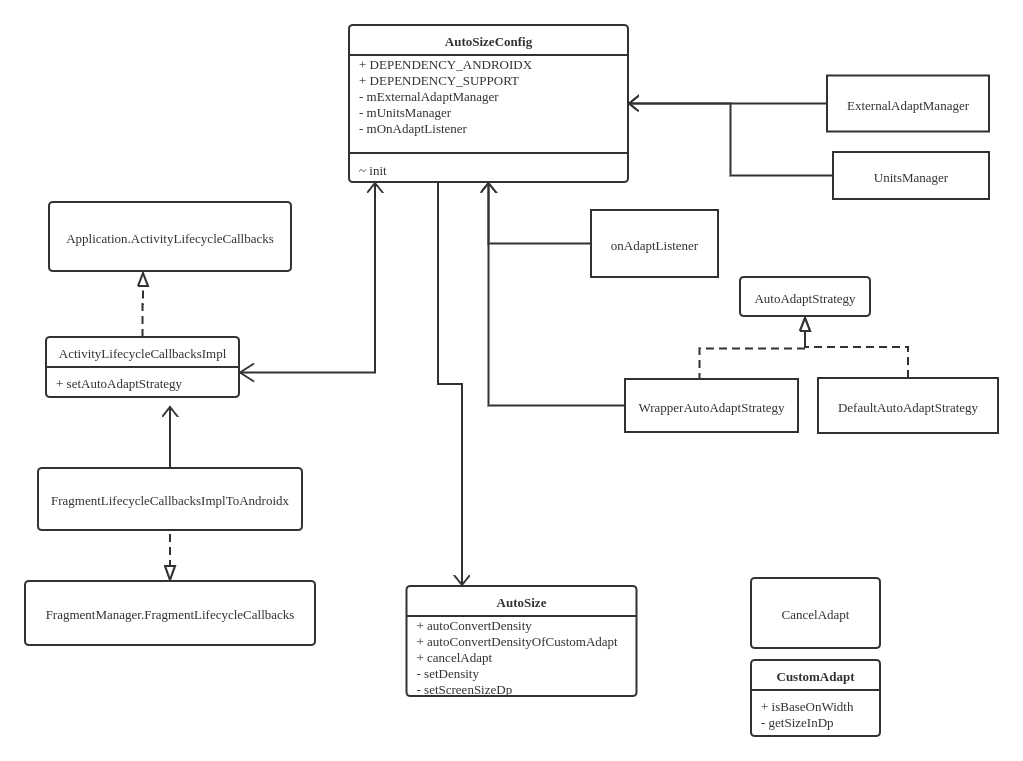 AutoSizeConfig
+ DEPENDENCY_ANDROIDX
+ DEPENDENCY_SUPPORT
- mExternalAdaptManager
- mUnitsManager
- mOnAdaptListener
~ init
ExternalAdaptManager
UnitsManager
Application.ActivityLifecycleCallbacks
onAdaptListener
AutoAdaptStrategy
ActivityLifecycleCallbacksImpl
+ setAutoAdaptStrategy
WrapperAutoAdaptStrategy
DefaultAutoAdaptStrategy
FragmentLifecycleCallbacksImplToAndroidx
FragmentManager.FragmentLifecycleCallbacks
AutoSize
+ autoConvertDensity
+ autoConvertDensityOfCustomAdapt
+ cancelAdapt
- setDensity
- setScreenSizeDp
CancelAdapt
CustomAdapt
+ isBaseOnWidth
- getSizeInDp